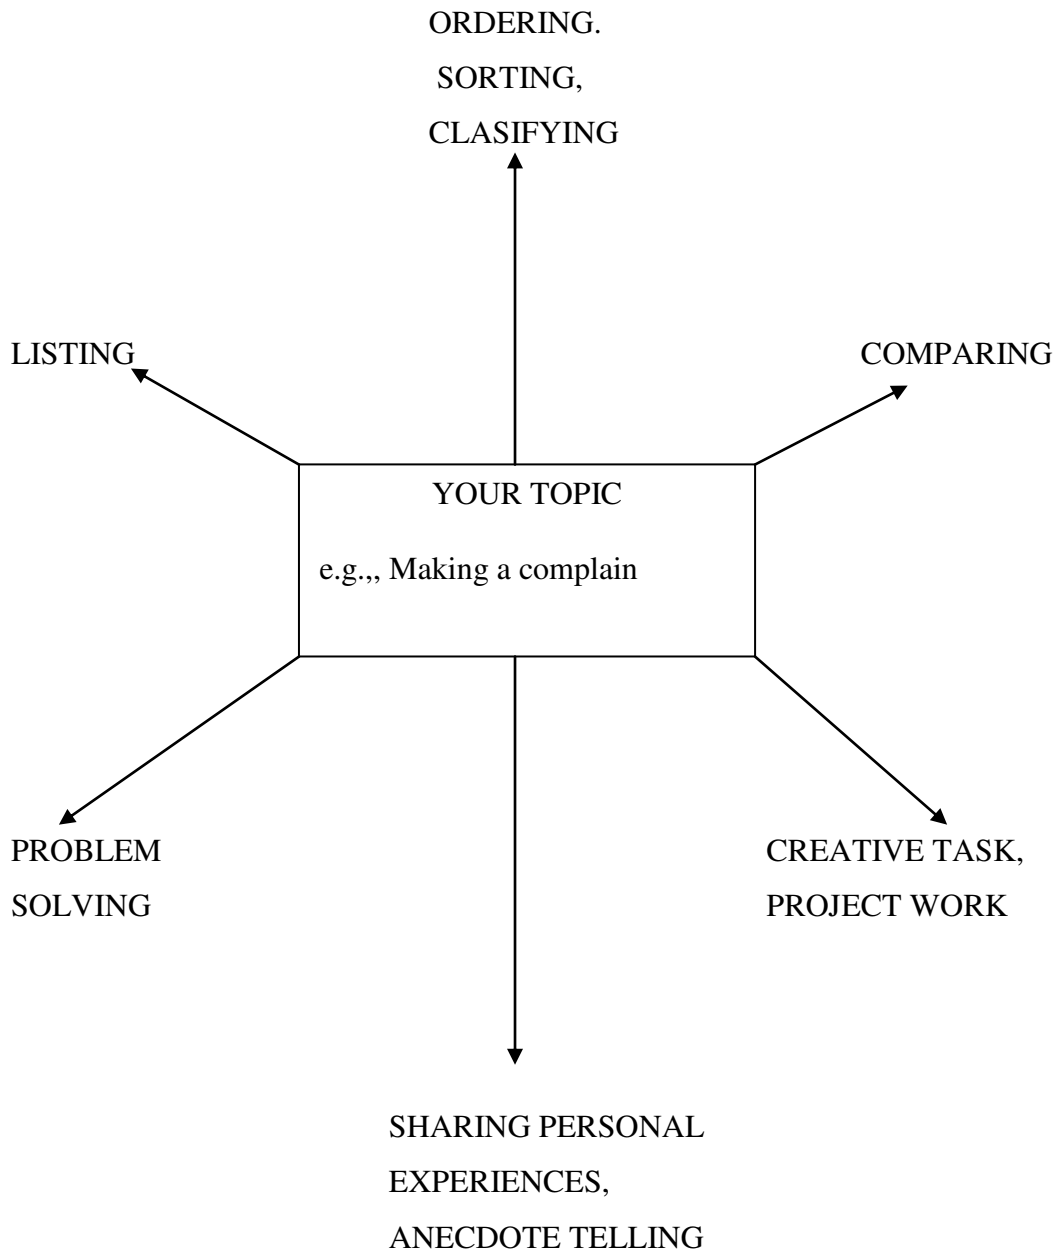 ORDERING.
SORTING,
CLASIFYING
LISTING
COMPARING
YOUR TOPIC
e.g.,,, Making a complain
PROBLEM
SOLVING
CREATIVE TASK,
PROJECT WORK
SHARING PERSONAL
EXPERIENCES,
ANECDOTE TELLING